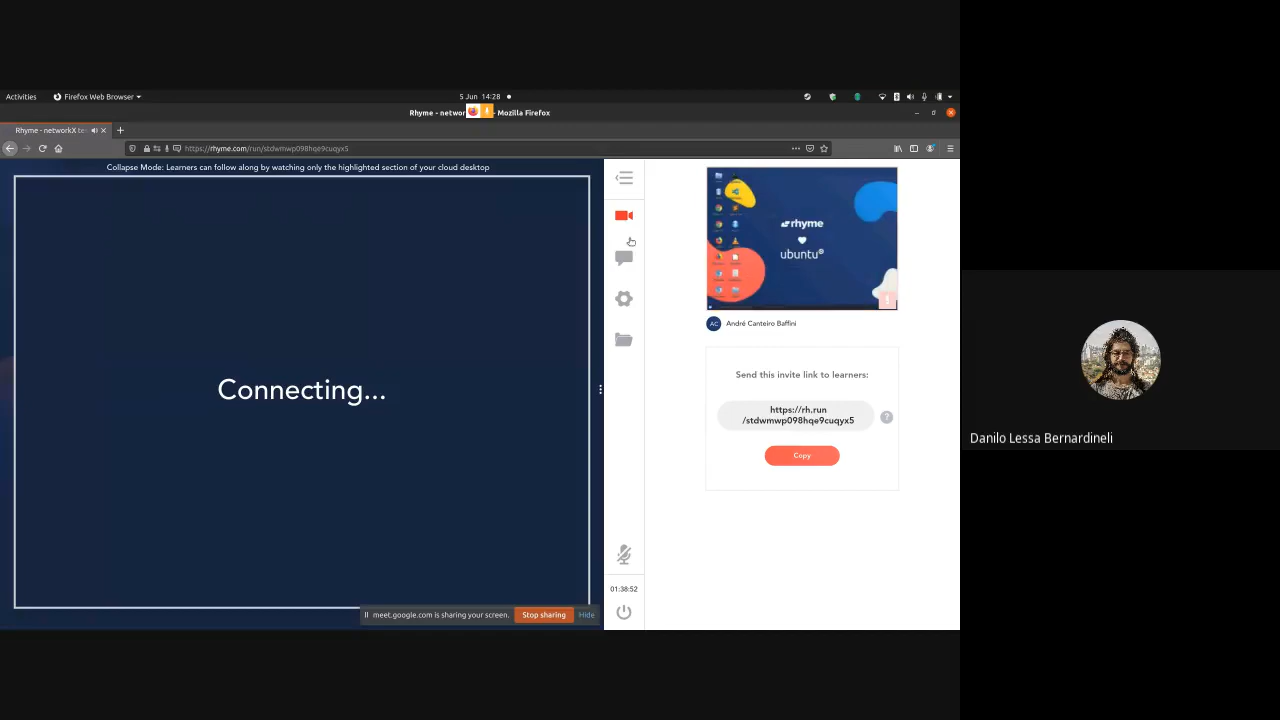 Activities
Firefox Web Browser
5 Jun 14:28
Rhyme - networ - Mozilla Firefox
Rhyme - networkX te
https://rhyme.com/run/stdwmwp098hqe9cuqyx5
Collapse Mode: Learners can follow along by watching only the highlighted section of your cloud desktop
Connecting...
meet.google.com is sharing your screen.
Stop sharing
Hide
01:38:52
rhyme
ubuntu®
AC
André Canteiro Baffini
Send this invite link to learners:
https://rh.run
/stdwmwp098hqe9cuqyx5
?
Copy
Danilo Lessa Bernardineli